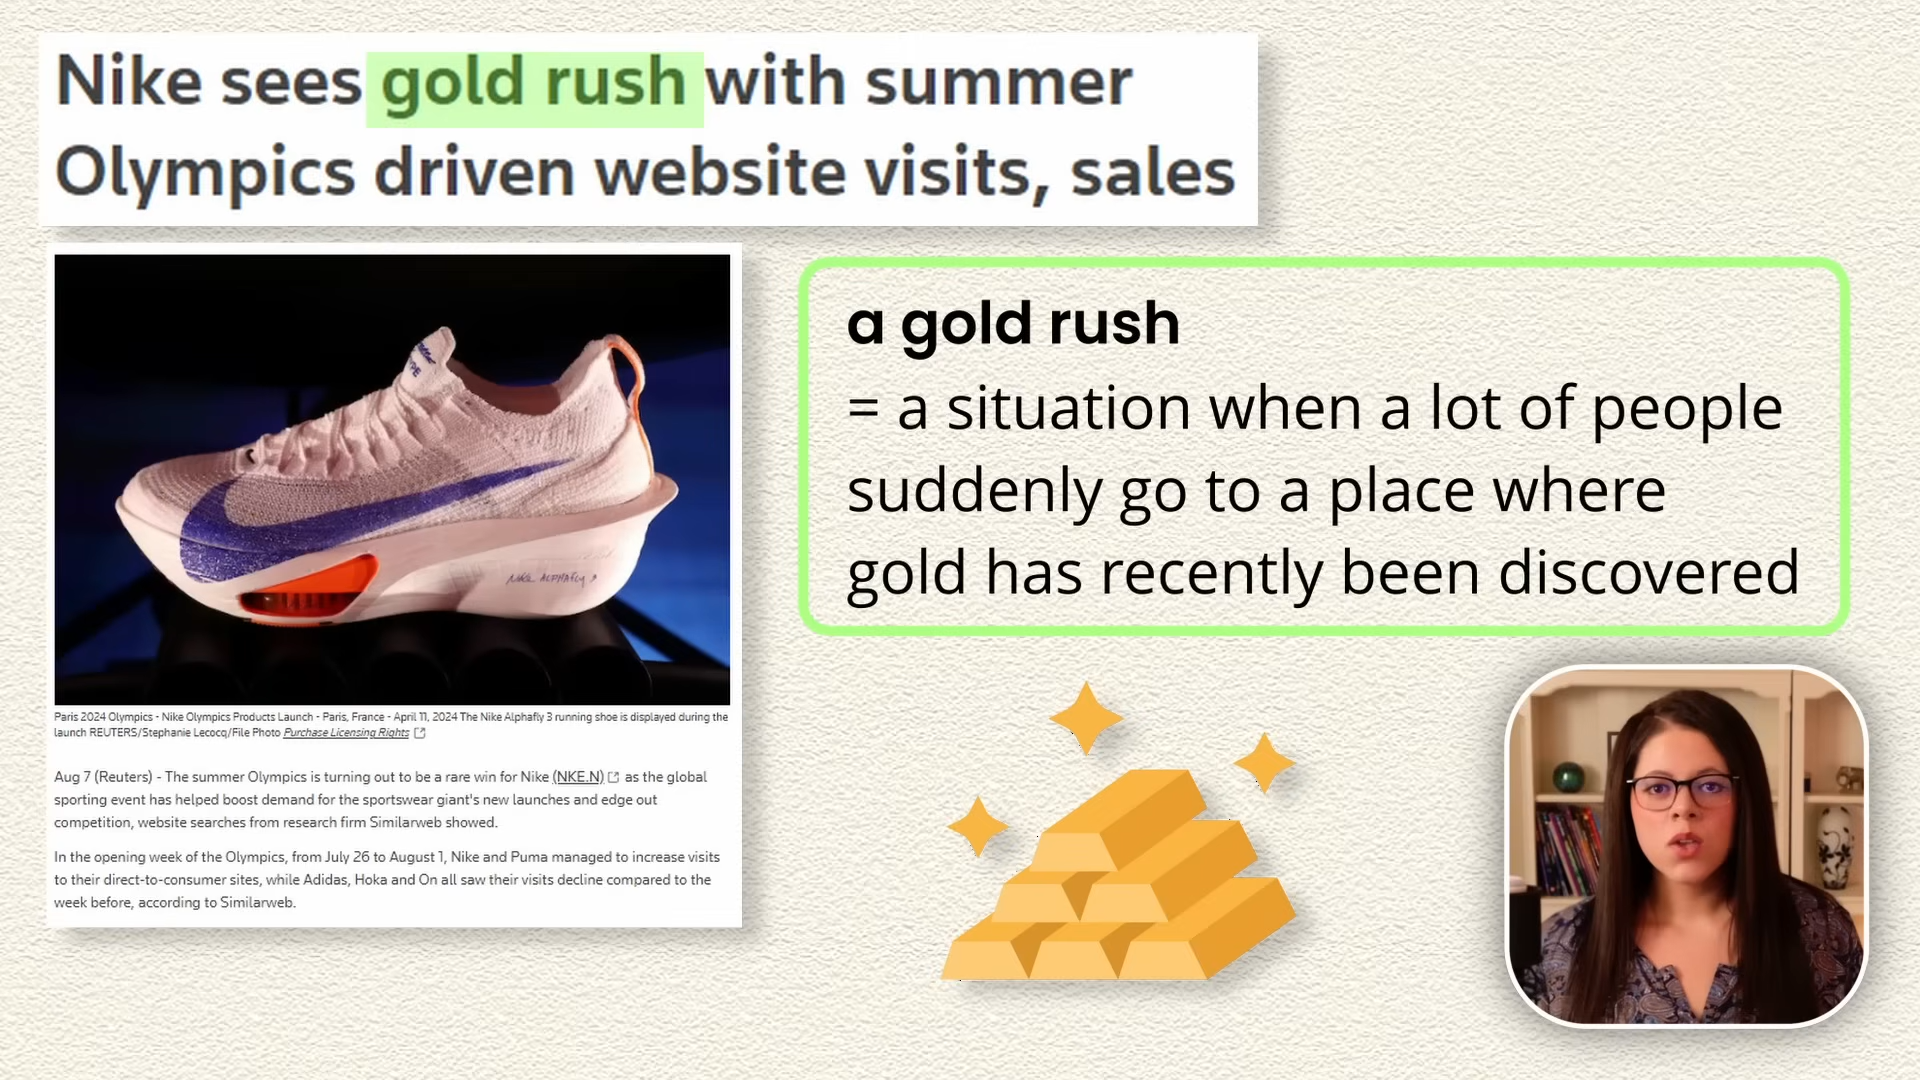 Nike sees gold rush with summer
Olympics driven website visits, sales
a gold rush
= a situation when a lot of people
suddenly go to a place where
gold has recently been discovered
NIKE ALPHAFLY 3
Paris 2024 Olympics - Nike Olympics Products Launch - Paris, France - April 11, 2024 The Nike Alphafly 3 running shoe is displayed during the
launch REUTERS/Stephanie Lecocq/File Photo Purchase Licensing Rights
Aug 7 (Reuters) - The summer Olympics is turning out to be a rare win for Nike (NKE.N) as the global
sporting event has helped boost demand for the sportswear giant's new launches and edge out
competition, website searches from research firm Similarweb showed.
In the opening week of the Olympics, from July 26 to August 1, Nike and Puma managed to increase visits
to their direct-to-consumer sites, while Adidas, Hoka and On all saw their visits decline compared to the
week before, according to Similarweb.